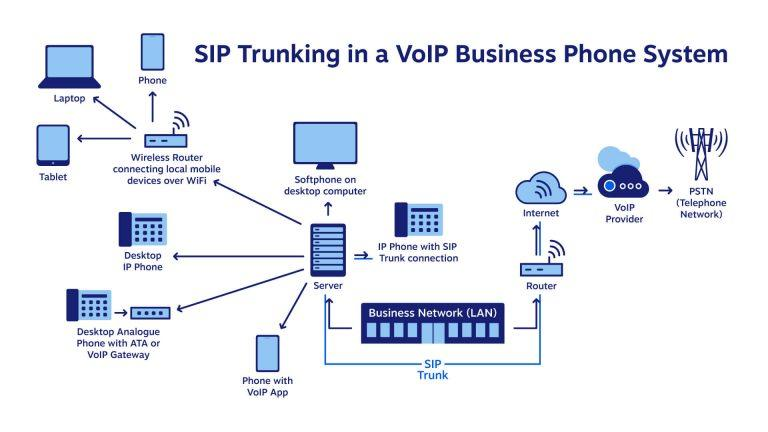 SIP Trunking in a VoIP Business Phone System
Phone
Laptop
Tablet
Wireless Router
connecting local mobile
devices over WiFi
Softphone on
desktop computer
Internet
VoIP
Provider
PSTN
(Telephone
Network)
Desktop
IP Phone
IP Phone with SIP
Trunk connection
Server
Router
Desktop Analogue
Phone with ATA or
VoIP Gateway
Business Network (LAN)
Phone with
VoIP App
SIP
Trunk